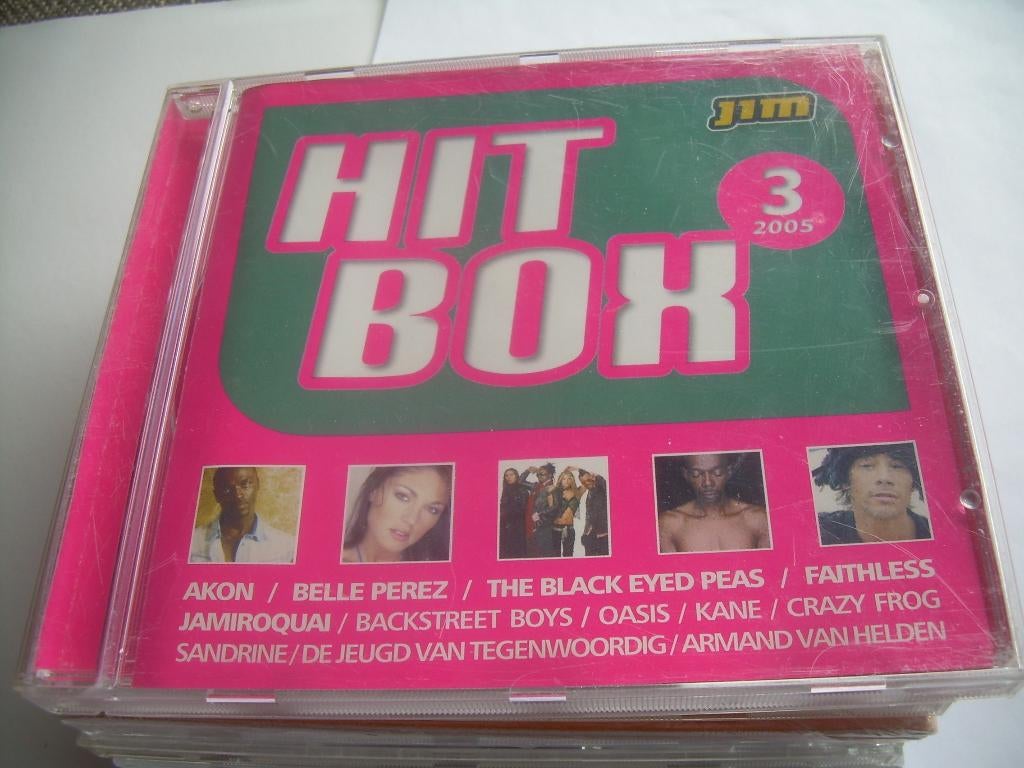 JIM
HIT
BOX
3
2005
AKON / BELLE PEREZ / THE BLACK EYED PEAS / FAITHLESS
JAMIROQUAI / BACKSTREET BOYS / OASIS / KANE / CRAZY FROG
SANDRINE / DE JEUGD VAN TEGENWOORDIG / ARMAND VAN HELDEN